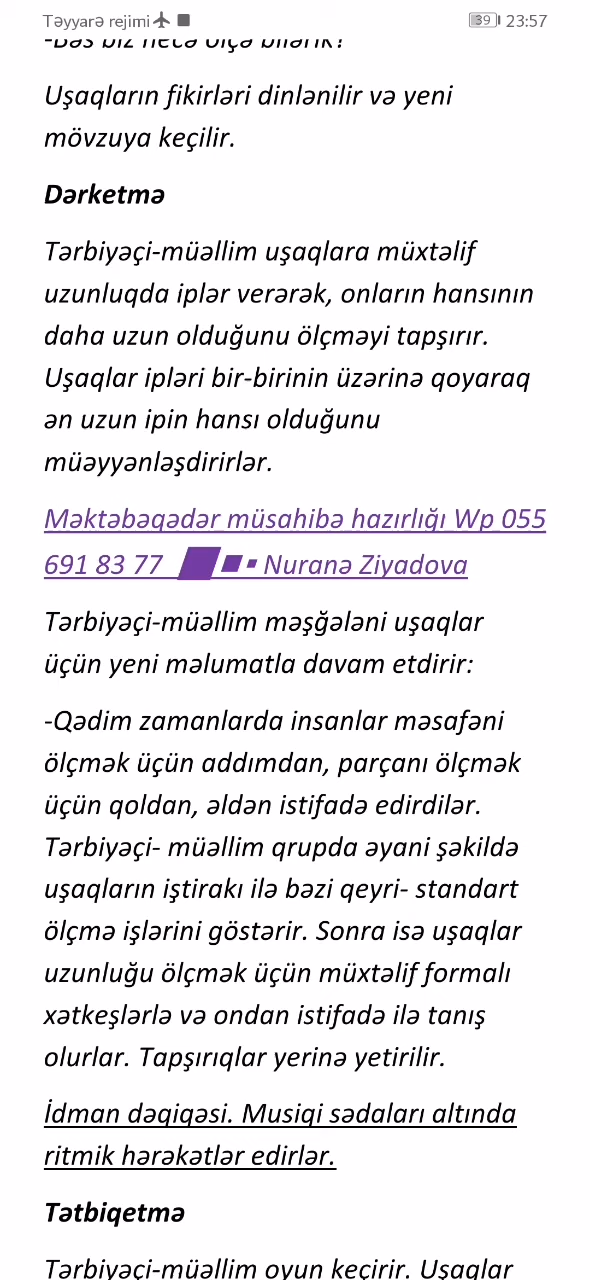 Təyyarə rejimi 39 23:57
-Bəs biz necə ölçə bilərik?
Uşaqların fikirləri dinlənilir və yeni
mövzuya keçilir.
Dərketmə
Tərbiyəçi-müəllim uşaqlara müxtəlif
uzunluqda iplər verərək, onların hansının
daha uzun olduğunu ölçməyi tapşırır.
Uşaqlar ipləri bir-birinin üzərinə qoyaraq
ən uzun ipin hansı olduğunu
müəyyənləşdirirlər.
Məktəbəqədər müsahibə hazırlığı Wp 055
691 83 77 Nuranə Ziyadova
Tərbiyəçi-müəllim məşğələni uşaqlar
üçün yeni məlumatla davam etdirir:
-Qədim zamanlarda insanlar məsafəni
ölçmək üçün addımdan, parçanı ölçmək
üçün qoldan, əldən istifadə edirdilər.
Tərbiyəçi- müəllim qrupda əyani şəkildə
uşaqların iştirakı ilə bəzi qeyri- standart
ölçmə işlərini göstərir. Sonra isə uşaqlar
uzunluğu ölçmək üçün müxtəlif formalı
xətkeşlərlə və ondan istifadə ilə tanış
olurlar. Tapşırıqlar yerinə yetirilir.
İdman dəqiqəsi. Musiqi sədaları altında
ritmik hərəkətlər edirlər.
Tətbiqetmə
Tərbiyəçi-müəllim oyun keçirir. Uşaqlar